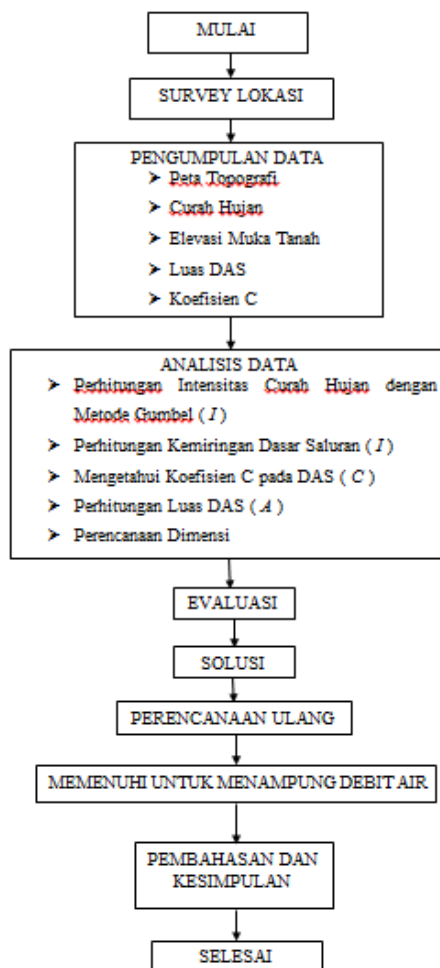 MULAI
SURVEY LOKASI
PENGUMPULAN DATA
➤ Peta Topografi
➤ Curah Hujan
➤ Elevasi Muka Tanah
➤ Luas DAS
➤ Koefisien C
ANALISIS DATA
➤ Perhitungan Intensitas Curah Hujan dengan
Metode Gumbel ( I )
➤ Perhitungan Kemiringan Dasar Saluran ( I )
➤ Mengetahui Koefisien C pada DAS ( C )
➤ Perhitungan Luas DAS ( A )
➤ Perencanaan Dimensi
EVALUASI
SOLUSI
PERENCANAAN ULANG
MEMENUHI UNTUK MENAMPUNG DEBIT AIR
PEMBAHASAN DAN
KESIMPULAN
SELESAI